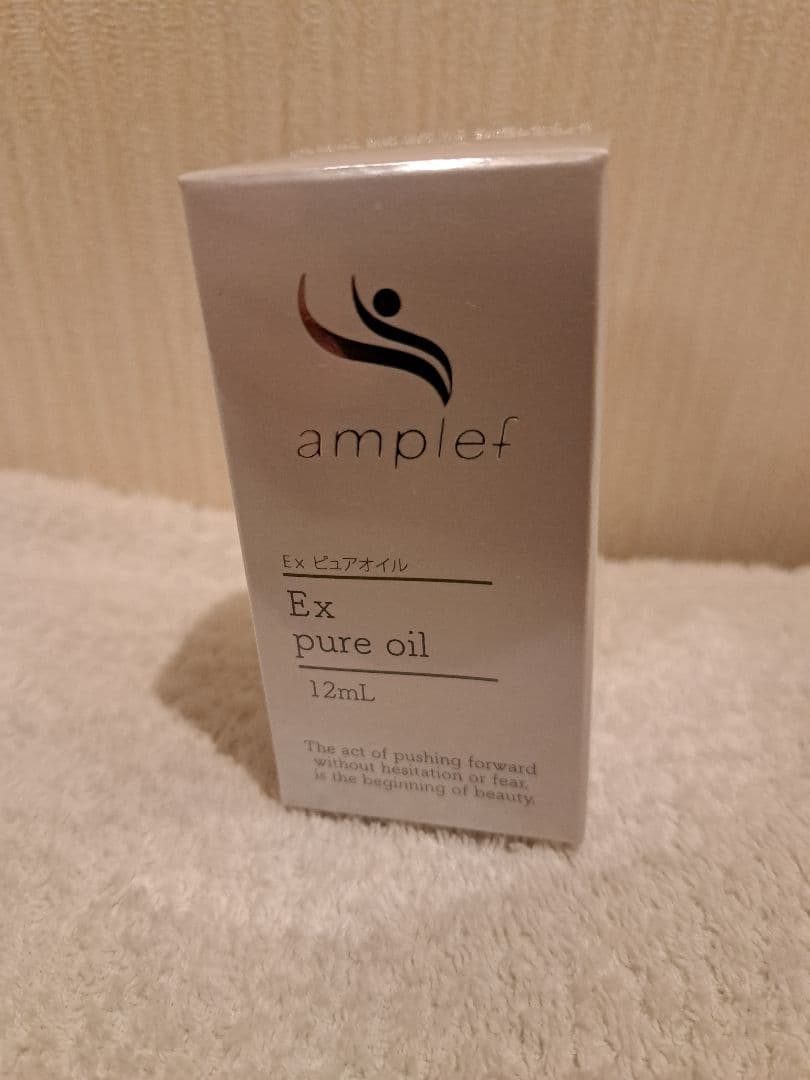 amplef
Ex ピュアオイル
Ex
pure oil
12mL
The act of pushing forward
without hesitation or fear,
is the beginning of beauty.